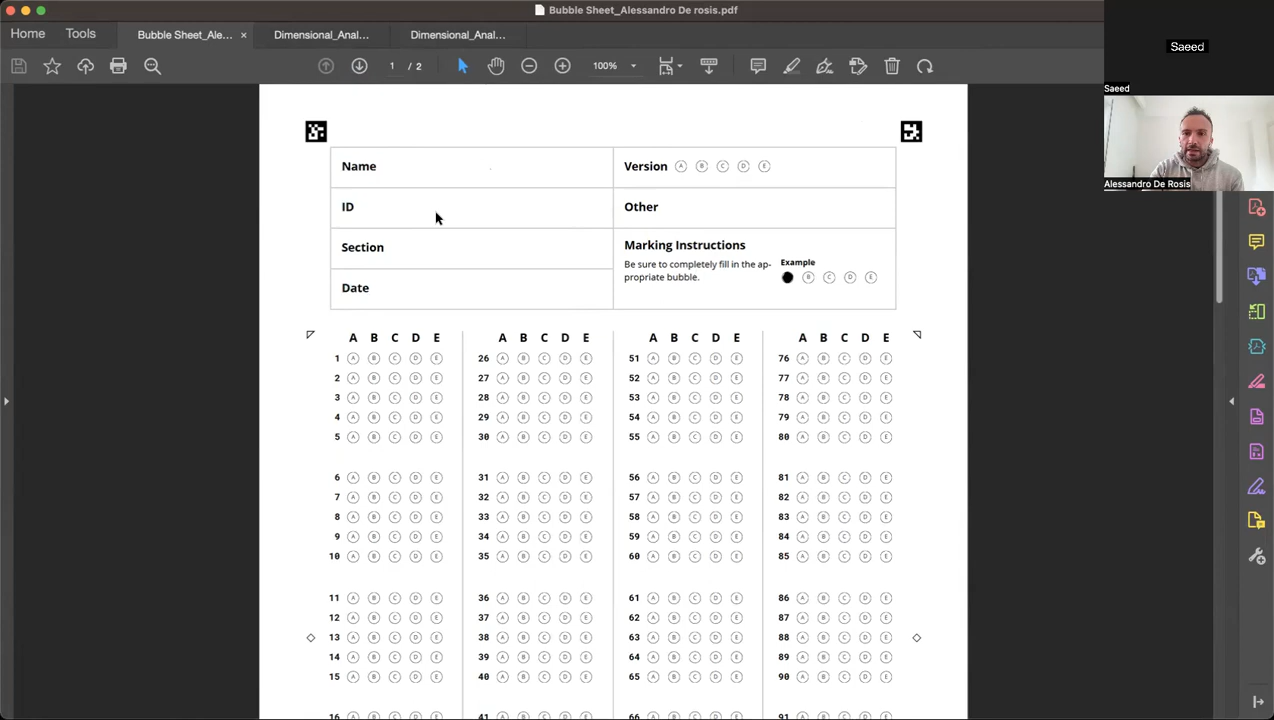 Bubble Sheet_Alessandro De rosis.pdf
Home Tools Bubble Sheet_Ale... × Dimensional_Anal... Dimensional_Anal...
1 / 2 100%
Saeed
Saeed
Alessandro De Rosis
Name
Version A B C D E
ID
Other
Section
Marking Instructions
Be sure to completely fill in the ap-
propriate bubble.
Example
B C D E
Date
A B C D E A B C D E A B C D E A B C D E
1 A B C D E 26 A B C D E 51 A B C D E 76 A B C D E
2 A B C D E 27 A B C D E 52 A B C D E 77 A B C D E
3 A B C D E 28 A B C D E 53 A B C D E 78 A B C D E
4 A B C D E 29 A B C D E 54 A B C D E 79 A B C D E
5 A B C D E 30 A B C D E 55 A B C D E 80 A B C D E
6 A B C D E 31 A B C D E 56 A B C D E 81 A B C D E
7 A B C D E 32 A B C D E 57 A B C D E 82 A B C D E
8 A B C D E 33 A B C D E 58 A B C D E 83 A B C D E
9 A B C D E 34 A B C D E 59 A B C D E 84 A B C D E
10 A B C D E 35 A B C D E 60 A B C D E 85 A B C D E
11 A B C D E 36 A B C D E 61 A B C D E 86 A B C D E
12 A B C D E 37 A B C D E 62 A B C D E 87 A B C D E
13 A B C D E 38 A B C D E 63 A B C D E 88 A B C D E
14 A B C D E 39 A B C D E 64 A B C D E 89 A B C D E
15 A B C D E 40 A B C D E 65 A B C D E 90 A B C D E
16 A B C D E 41 A B C D E 66 A B C D E 91 A B C D E